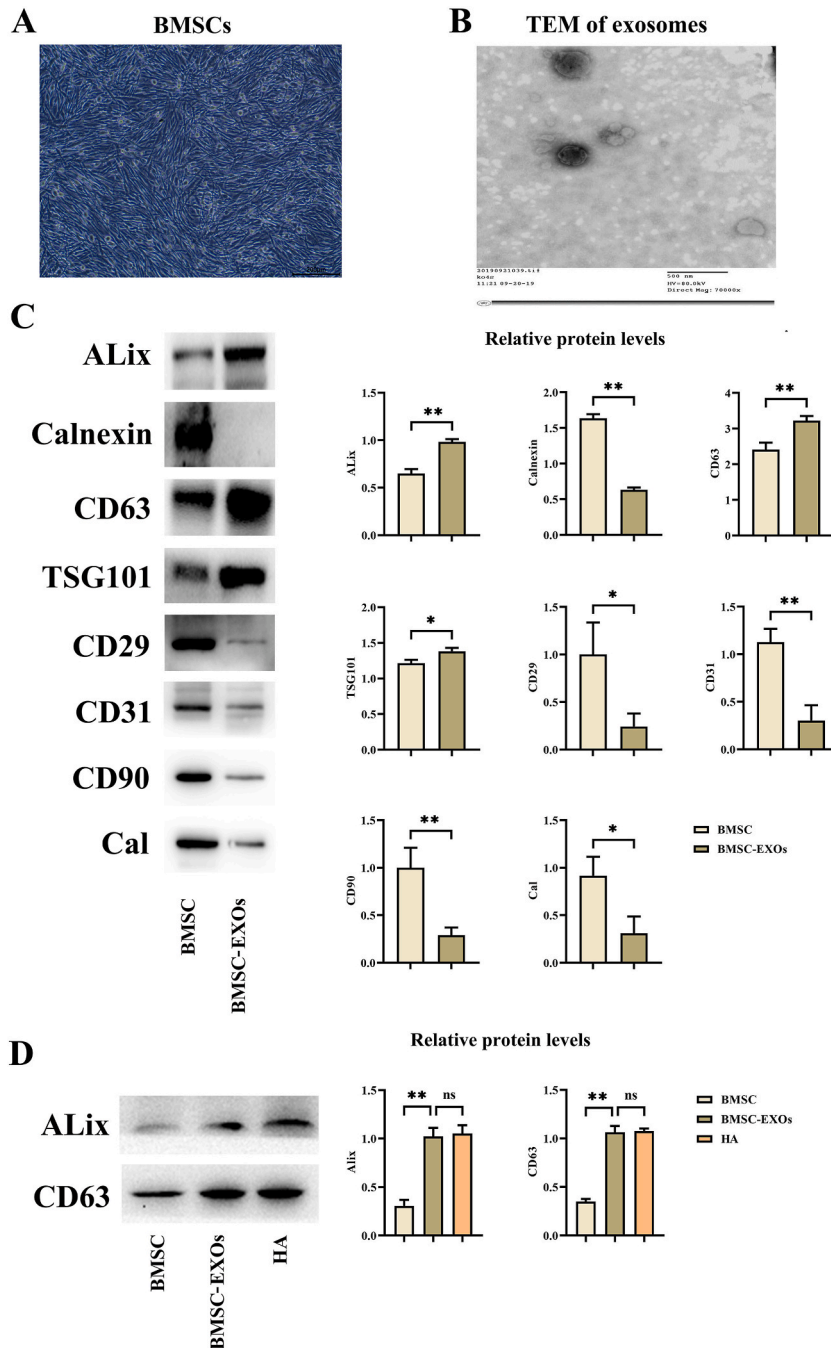 A
BMSCs
B
TEM of exosomes
20190921039.tif
11:21 09-20-19
500 nm
HV=80.0kV
Direct Mag: 70000x
C
ALix
Calnexin
CD63
TSG101
CD29
CD31
CD90
Cal
BMSC
BMSC-EXOs
Relative protein levels
ALix
1.5
1.0
0.5
0.0
**
Calnexin
2.0
1.5
1.0
0.5
0.0
**
CD63
4
3
2
1
0
**
TSG101
2.0
1.5
1.0
0.5
0.0
*
CD29
1.5
1.0
0.5
0.0
*
CD31
1.5
1.0
0.5
0.0
**
CD90
1.5
1.0
0.5
0.0
**
Cal
1.5
1.0
0.5
0.0
*
BMSC
BMSC-EXOs
D
ALix
CD63
BMSC
BMSC-EXOs
HA
Relative protein levels
Alix
1.5
1.0
0.5
0.0
**
ns
CD63
1.5
1.0
0.5
0.0
**
ns
BMSC
BMSC-EXOs
HA